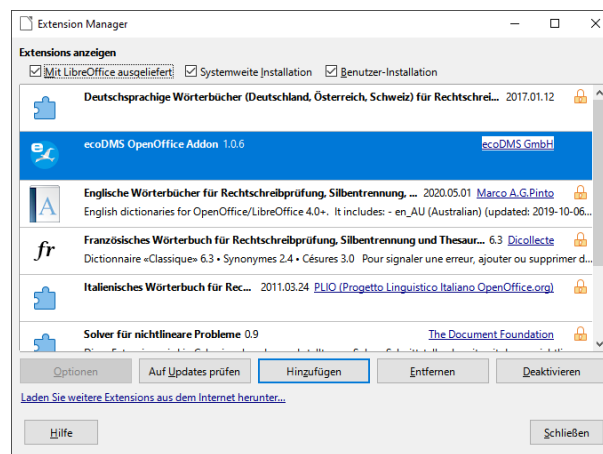 Extension Manager
Extensions anzeigen
Mit LibreOffice ausgeliefert Systemweite Installation Benutzer-Installation
Deutschsprachige Wörterbücher (Deutschland, Österreich, Schweiz) für Rechtschrei... 2017.01.12
ecoDMS OpenOffice Addon 1.0.6 ecoDMS GmbH
Englische Wörterbücher für Rechtschreibprüfung, Silbentrennung, ... 2020.05.01 Marco A.G.Pinto
English dictionaries for OpenOffice/LibreOffice 4.0+. It includes: - en_AU (Australian) (updated: 2019-10-06...
Französisches Wörterbuch für Rechtschreibprüfung, Silbentrennung und Thesaur... 6.3 Dicollecte
Dictionnaire «Classique» 6.3 • Synonymes 2.4 • Césures 3.0 Pour signaler une erreur, ajouter ou supprimer d...
Italienisches Wörterbuch für Rec... 2011.03.24 PLIO (Progetto Linguistico Italiano OpenOffice.org)
Solver für nichtlineare Probleme 0.9 The Document Foundation
Optionen Auf Updates prüfen Hinzufügen Entfernen Deaktivieren
Laden Sie weitere Extensions aus dem Internet herunter...
Hilfe Schließen